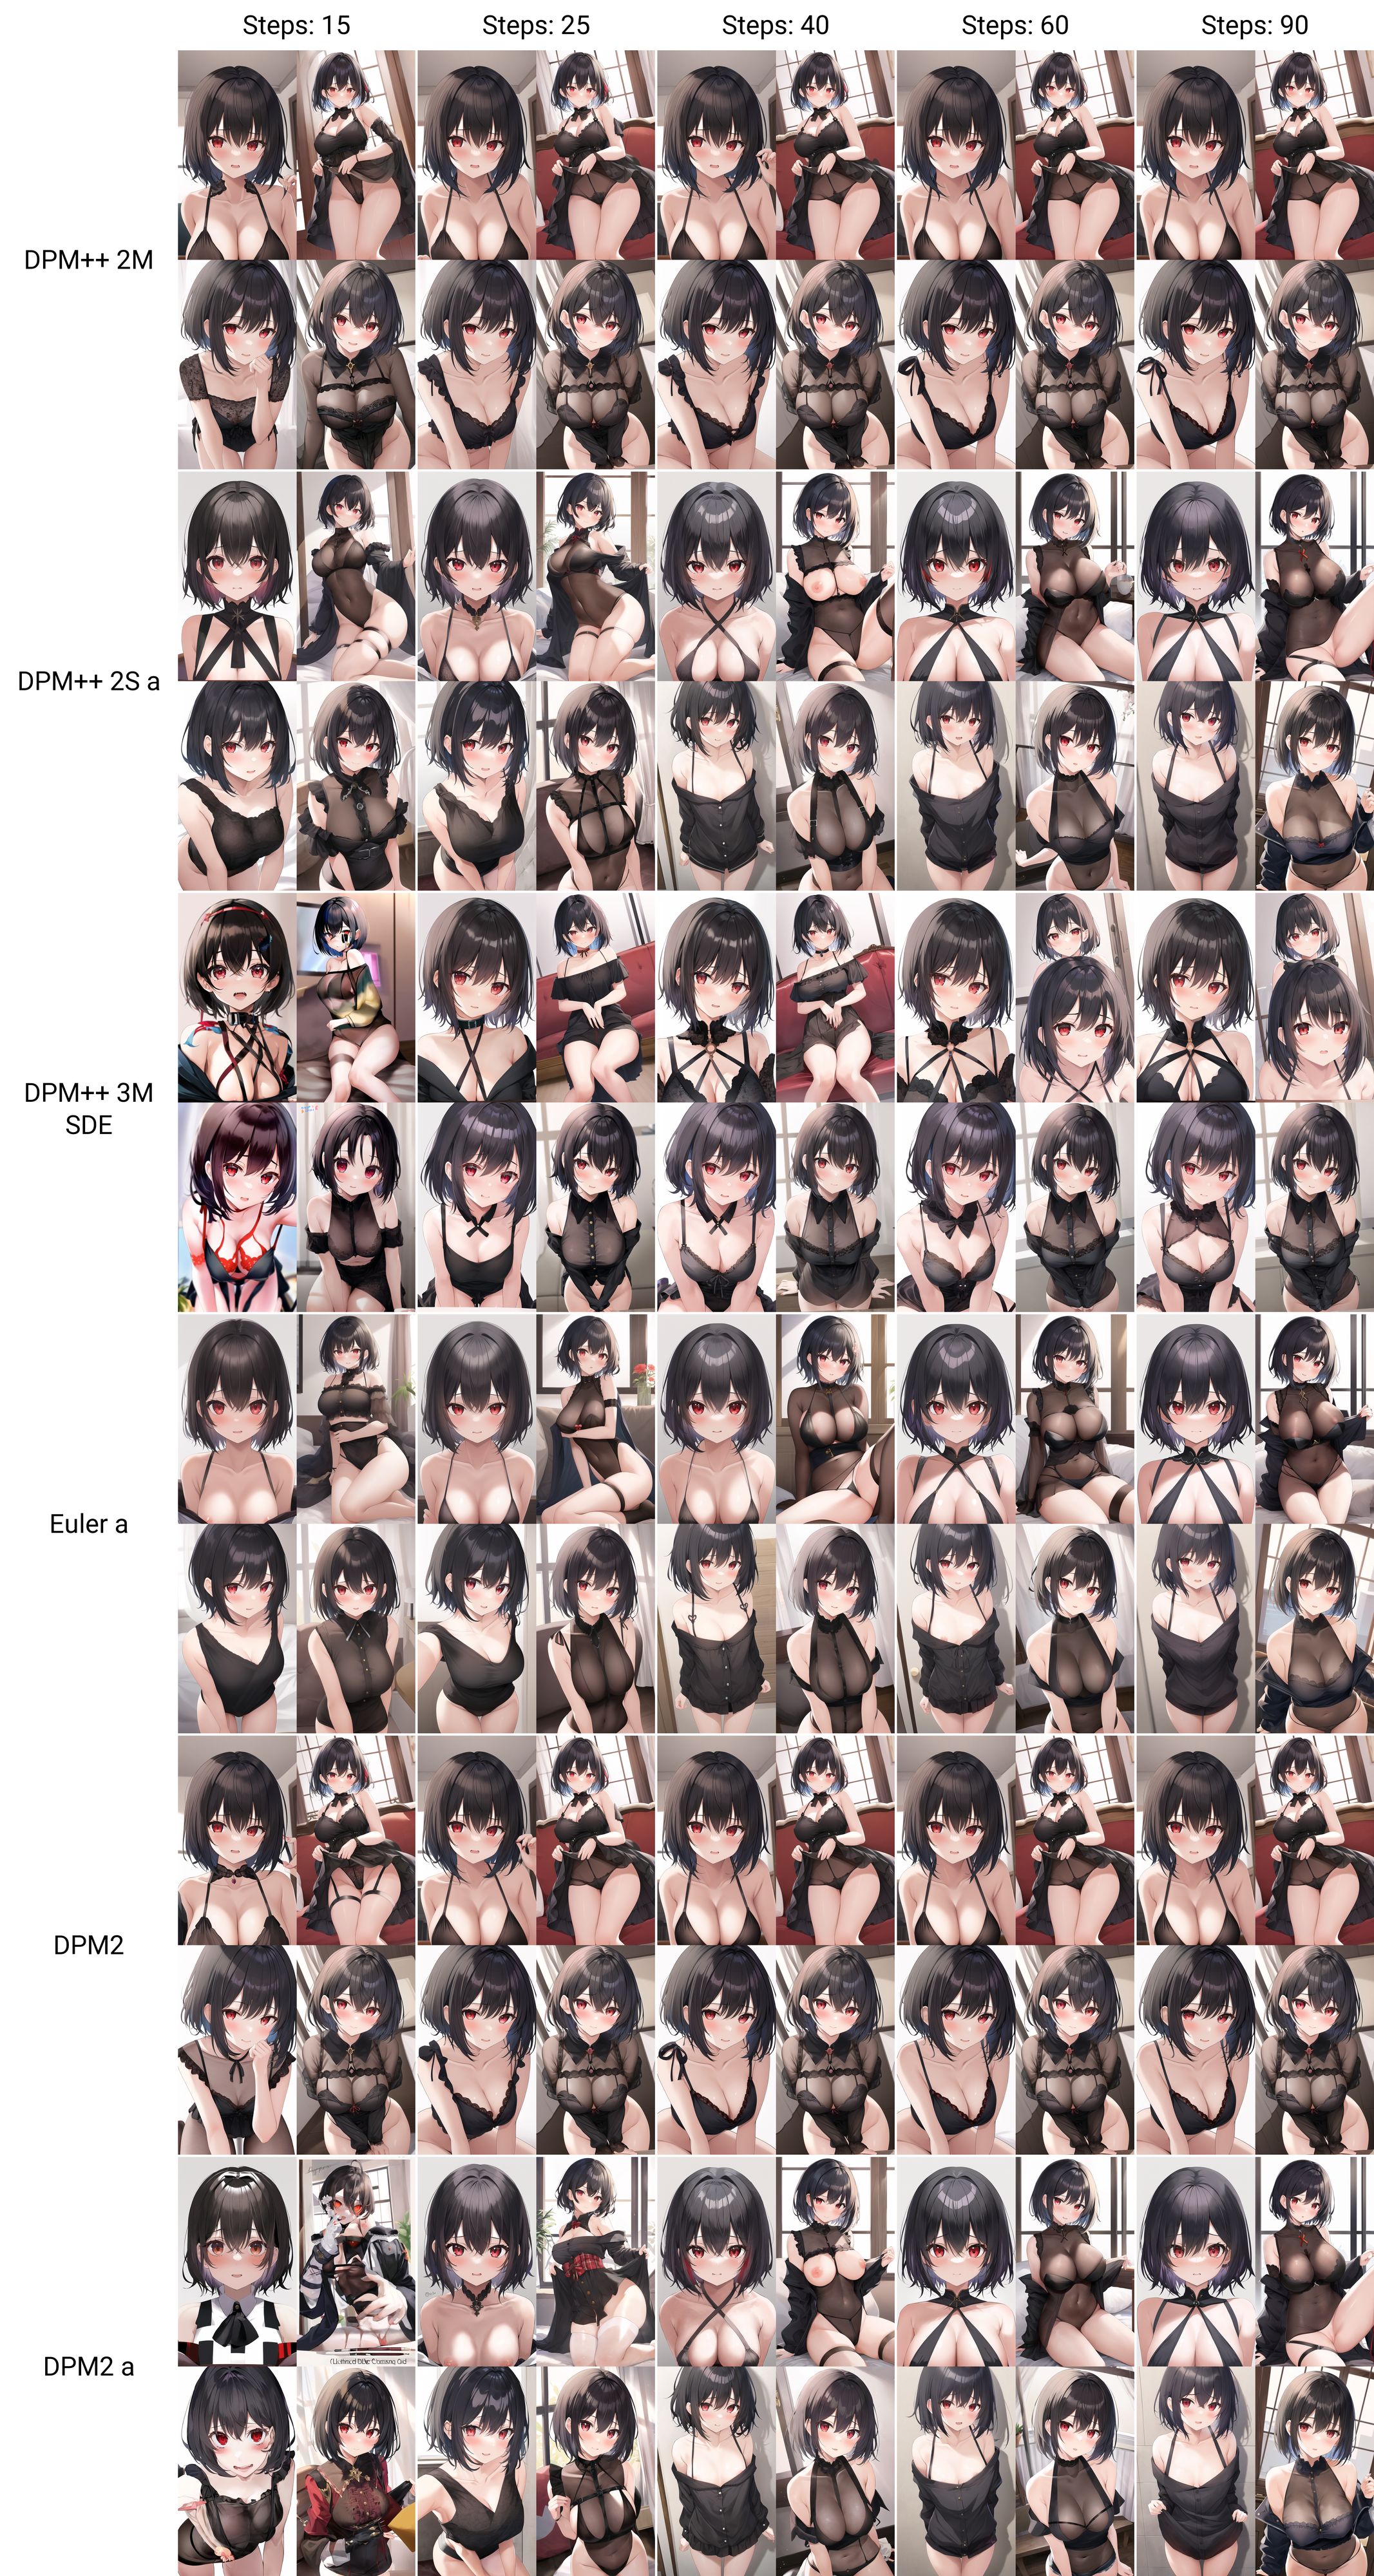 Steps: 15
Steps: 25
Steps: 40
Steps: 60
Steps: 90
DPM++ 2M
DPM++ 2S a
DPM++ 3M
SDE
Euler a
DPM2
DPM2 a